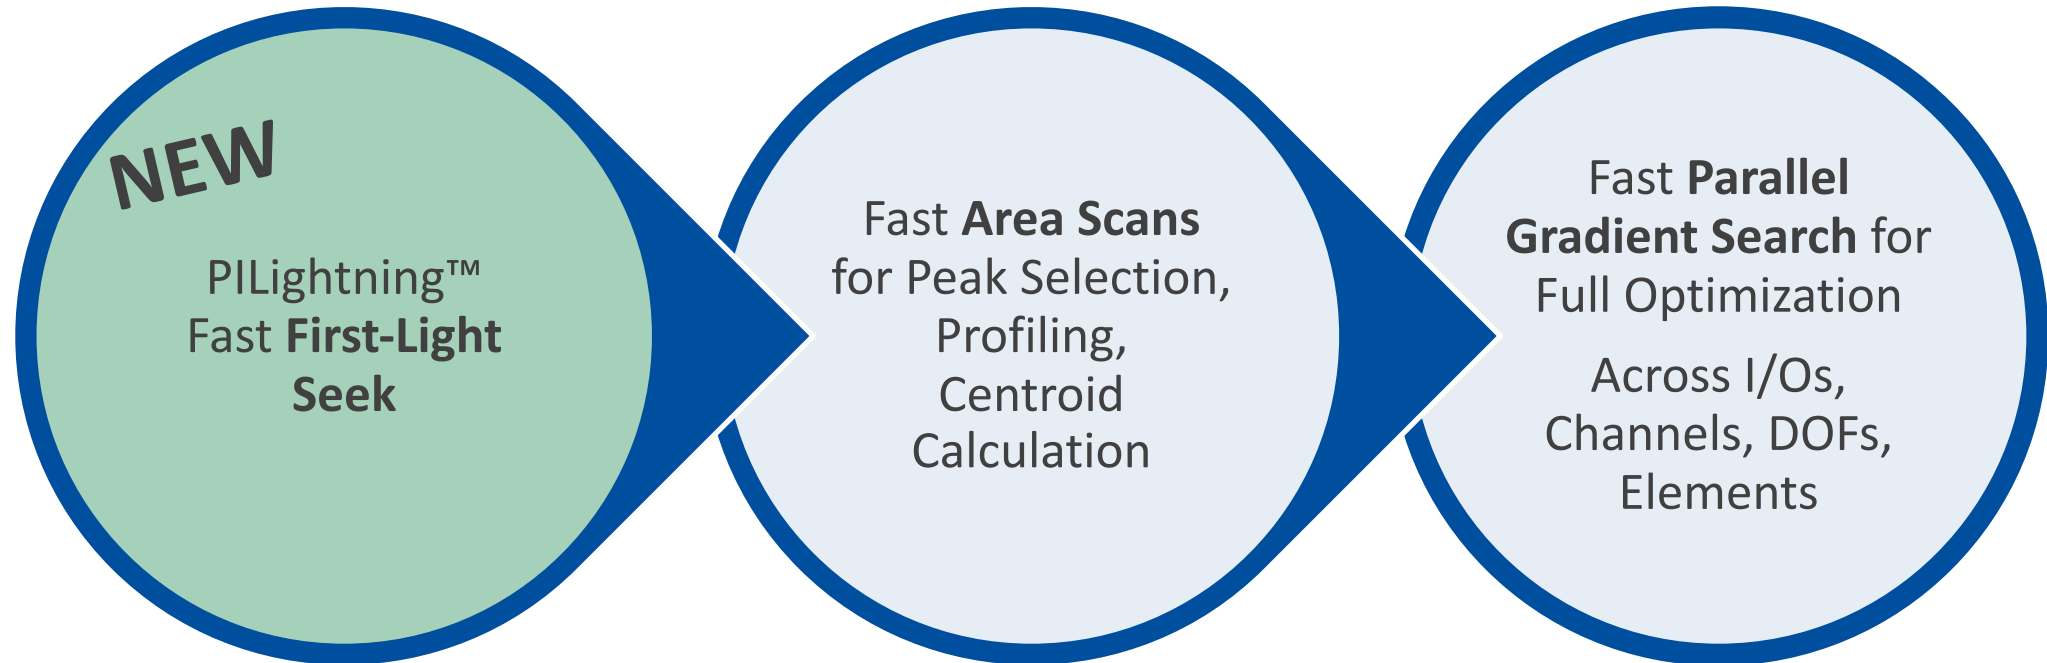 NEW
PILightning™
Fast First-Light
Seek
Fast Area Scans
for Peak Selection,
Profiling,
Centroid
Calculation
Fast Parallel
Gradient Search for
Full Optimization
Across I/Os,
Channels, DOFs,
Elements